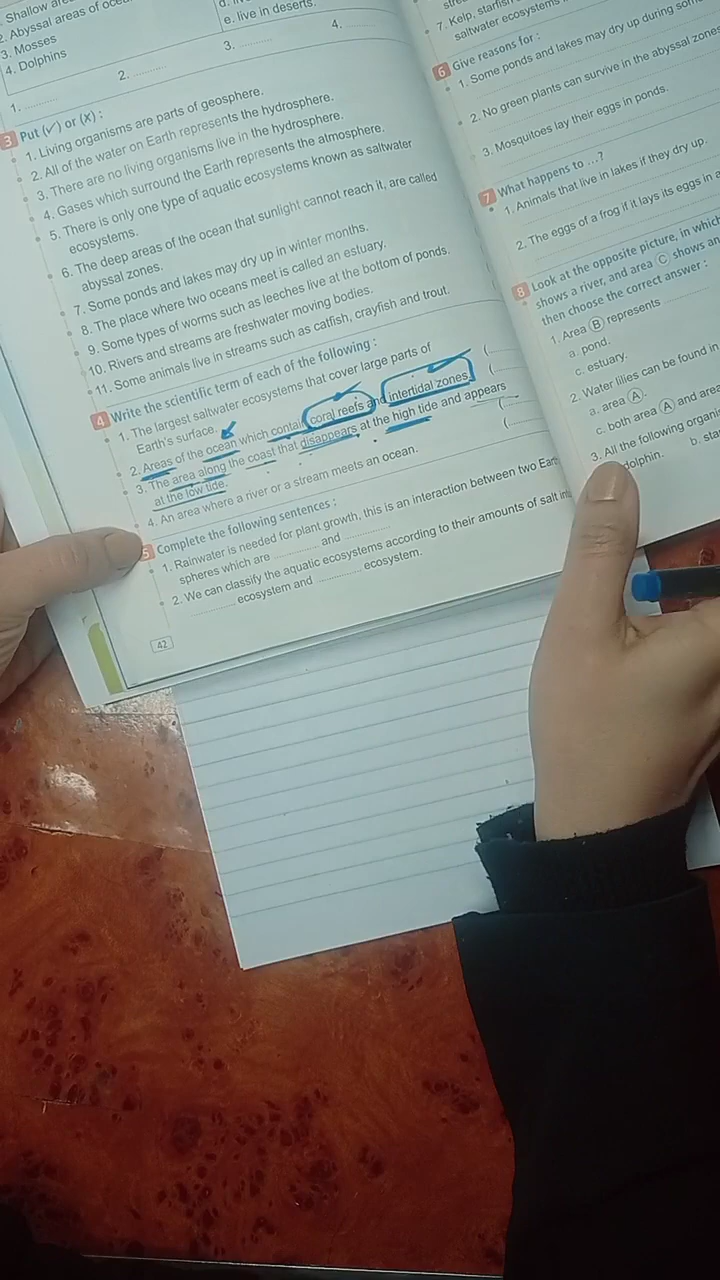 Shallow
2. Abyssal areas of
3. Mosses
4. Dolphins
d.
e. live in deserts.
1. ............ 2. ............ 3. ............ 4. ............
3 Put (✓) or (X) :
1. Living organisms are parts of geosphere.
2. All of the water on Earth represents the hydrosphere.
3. There are no living organisms live in the hydrosphere.
4. Gases which surround the Earth represents the atmosphere.
5. There is only one type of aquatic ecosystems known as saltwater
ecosystems.
6. The deep areas of the ocean that sunlight cannot reach it, are called
abyssal zones.
7. Some ponds and lakes may dry up in winter months.
8. The place where two oceans meet is called an estuary.
9. Some types of worms such as leeches live at the bottom of ponds.
10. Rivers and streams are freshwater moving bodies.
11. Some animals live in streams such as catfish, crayfish and trout.
4 Write the scientific term of each of the following :
1. The largest saltwater ecosystems that cover large parts of
Earth's surface. (
2. Areas of the ocean which contain coral reefs and intertidal zones. (
3. The area along the coast that disappears at the high tide and appears
at the low tide. (
4. An area where a river or a stream meets an ocean. (
5 Complete the following sentences :
1. Rainwater is needed for plant growth, this is an interaction between two
spheres which are ............ and ............
2. We can classify the aquatic ecosystems according to their amounts of salt
............ ecosystem and ............ ecosystem.
42
7. Kelp,
saltwater ecosystems
6 Give reasons for :
1. Some ponds and lakes may dry up during
2. No green plants can survive in the abyssal
3. Mosquitoes lay their eggs in ponds.
7 What happens to ...?
1. Animals that live in lakes if they dry up.
2. The eggs of a frog if it lays its eggs in
8 Look at the opposite picture, in which
shows a river, and area (C) shows
then choose the correct answer :
1. Area (B) represents ............
a. pond.
c. estuary.
2. Water lilies can be found in
a. area (A).
c. both area (A) and
3. All the following
dolphin. b.